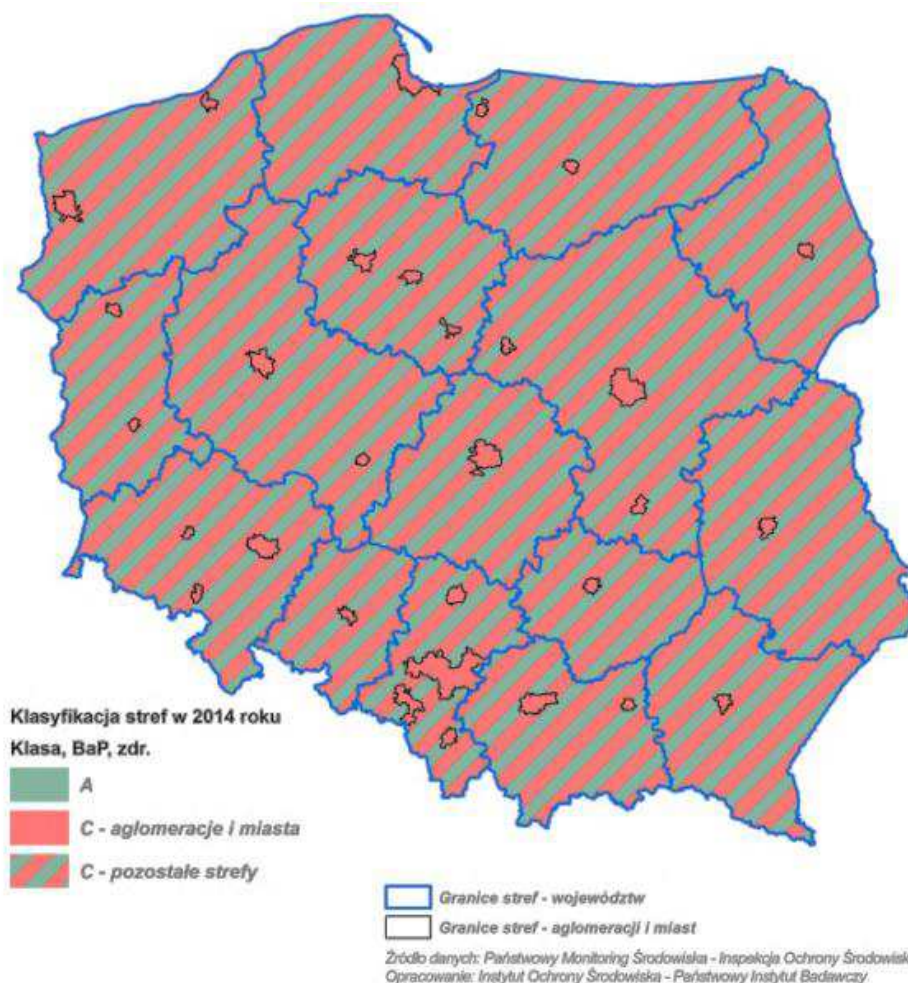 Klasyfikacja stref w 2014 roku
Klasa, BaP, zdr.
A
C - aglomeracje i miasta
C - pozostałe strefy
Granice stref - województw
Granice stref - aglomeracji i miast
Źródło danych: Państwowy Monitoring Środowiska - Inspekcja Ochrony Środowisk
Opracowanie: Instytut Ochrony Środowiska - Państwowy Instytut Badawczy